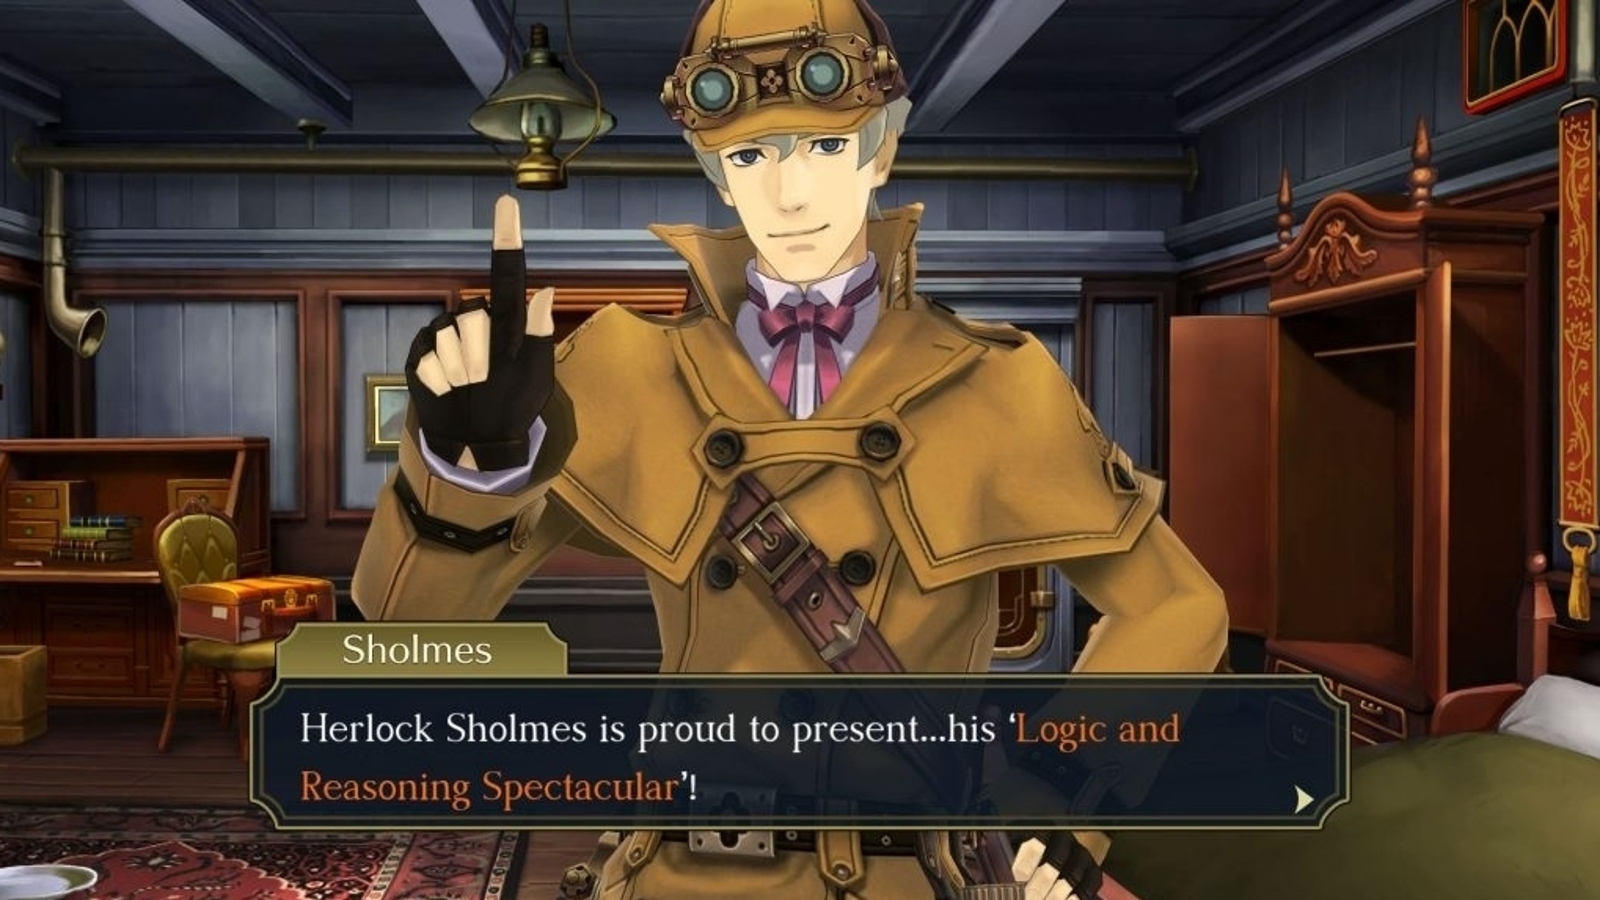 Sholmes
Herlock Sholmes is proud to present...his ‘Logic and
Reasoning Spectacular’!